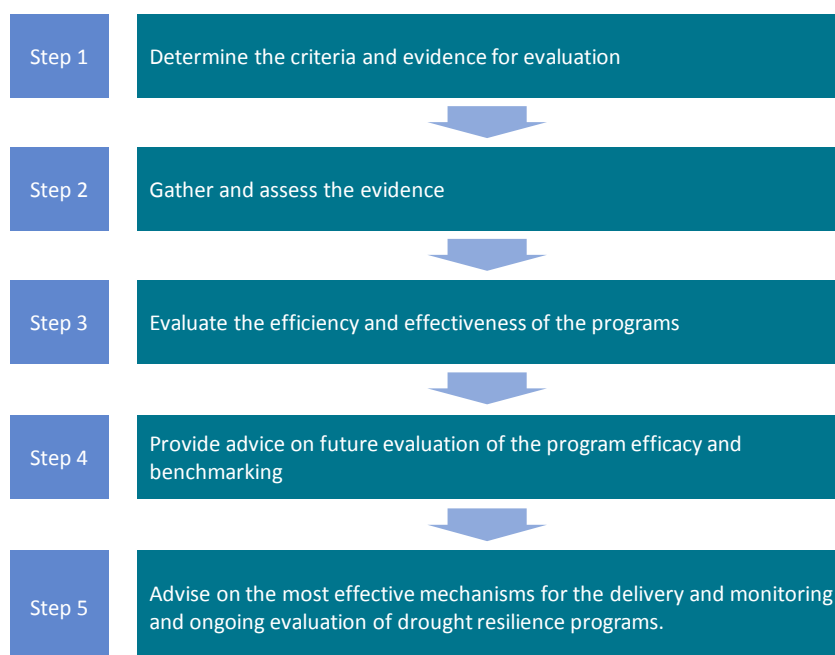 Step 1
Determine the criteria and evidence for evaluation
Step 2
Gather and assess the evidence
Step 3
Evaluate the efficiency and effectiveness of the programs
Step 4
Provide advice on future evaluation of the program efficacy and
benchmarking
Step 5
Advise on the most effective mechanisms for the delivery and monitoring
and ongoing evaluation of drought resilience programs.